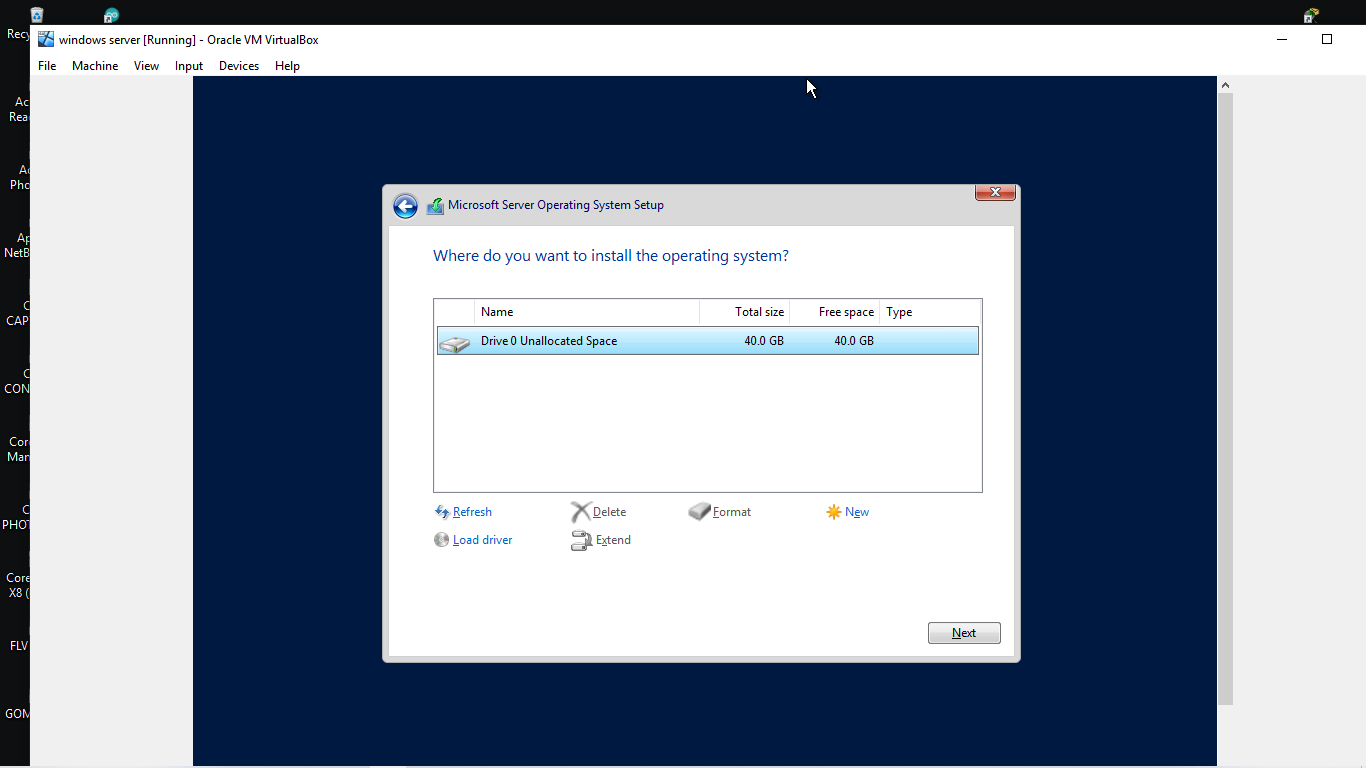 Recy
windows server [Running] - Oracle VM VirtualBox
File Machine View Input Devices Help
Ac
Rea
Microsoft Server Operating System Setup
Where do you want to install the operating system?
Name Total size Free space Type
Drive 0 Unallocated Space 40.0 GB 40.0 GB
Refresh Delete Format New
Load driver Extend
Next
Ac
Pho
Ap
NetB
C
CAP
C
CON
Cor
Man
C
PHOT
Core
X8 (
FLV
GOM